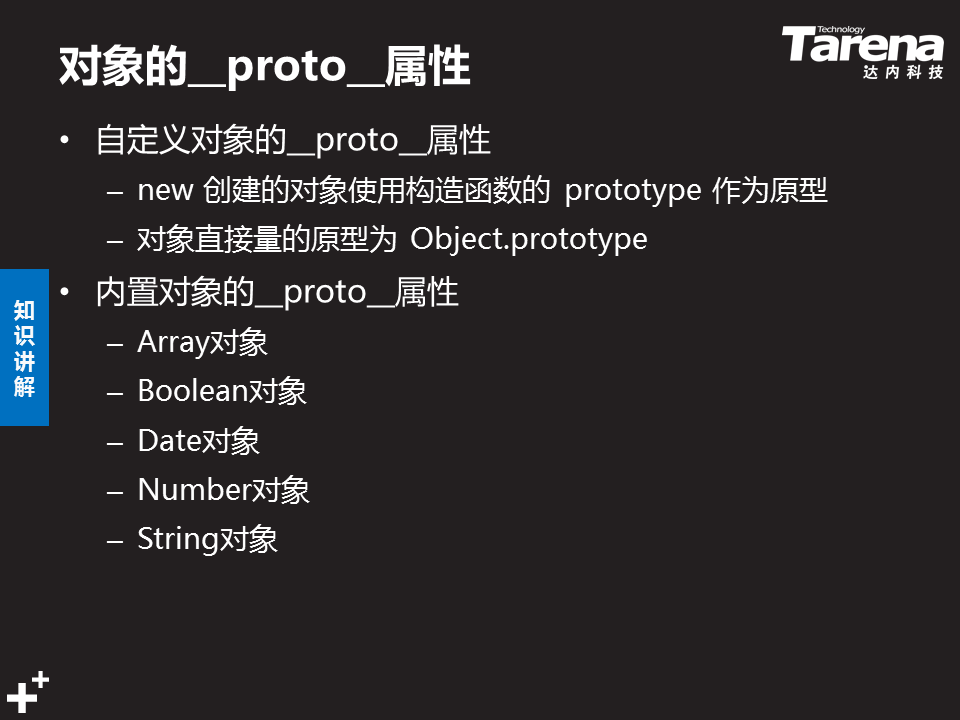 对象的__proto__属性
Technology
Tarena
达内科技
• 自定义对象的__proto__属性
– new 创建的对象使用构造函数的 prototype 作为原型
– 对象直接量的原型为 Object.prototype
• 内置对象的__proto__属性
– Array对象
– Boolean对象
– Date对象
– Number对象
– String对象
知识讲解